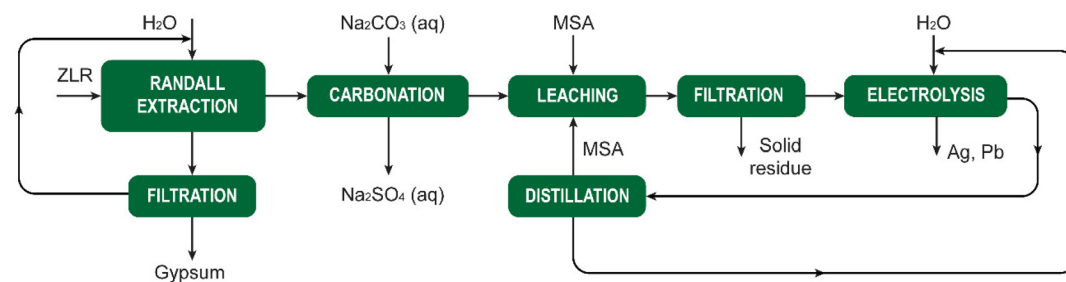 H₂O
Na₂CO₃ (aq)
MSA
H₂O
ZLR
RANDALL
EXTRACTION
CARBONATION
LEACHING
FILTRATION
ELECTROLYSIS
MSA
Solid
residue
Ag, Pb
FILTRATION
Na₂SO₄ (aq)
DISTILLATION
Gypsum